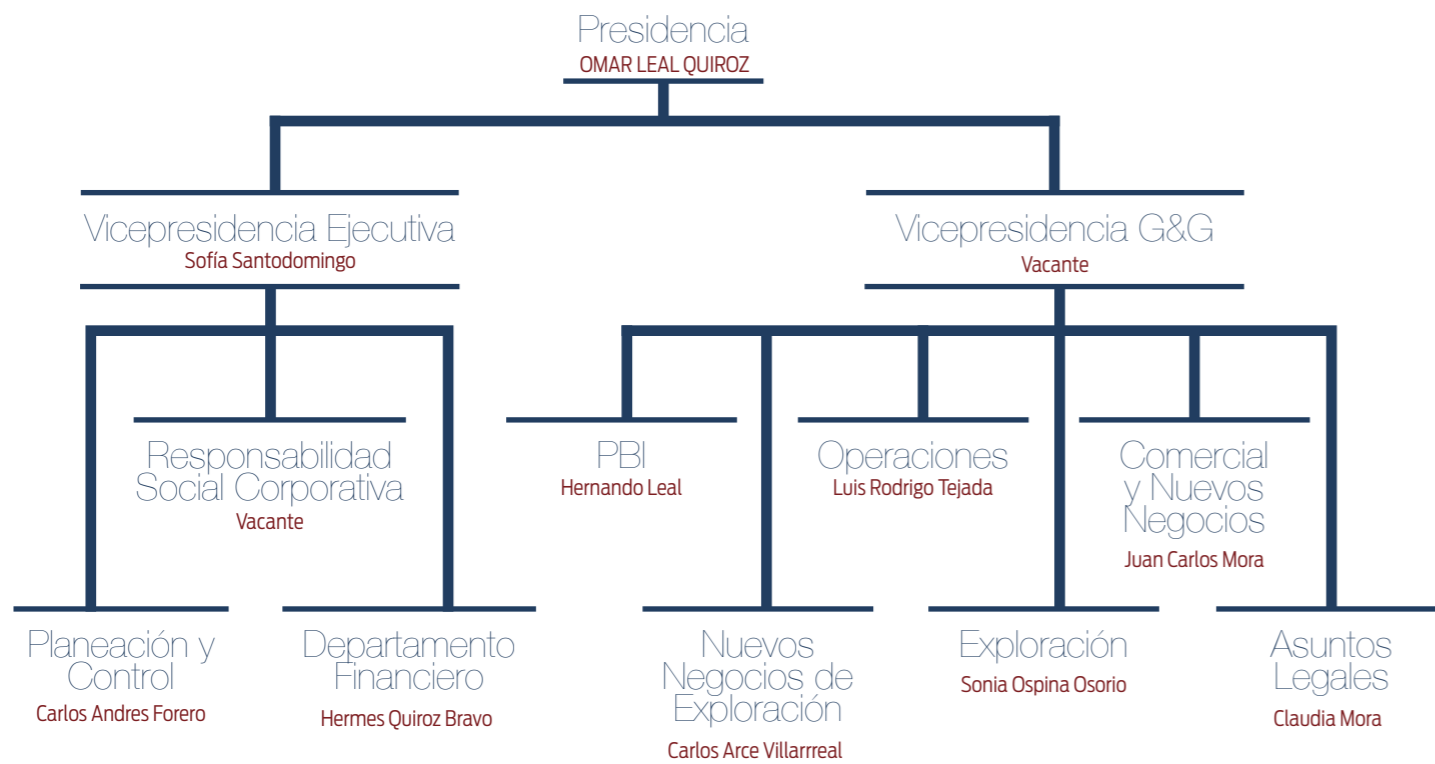 Presidencia
OMAR LEAL QUIROZ
Vicepresidencia Ejecutiva
Sofía Santodomingo
Vicepresidencia G&G
Vacante
Responsabilidad
Social Corporativa
Vacante
PBI
Hernando Leal
Operaciones
Luis Rodrigo Tejada
Comercial
y Nuevos
Negocios
Juan Carlos Mora
Planeación y
Control
Carlos Andres Forero
Departamento
Financiero
Hermes Quiroz Bravo
Nuevos
Negocios de
Exploración
Carlos Arce Villarrreal
Exploración
Sonia Ospina Osorio
Asuntos
Legales
Claudia Mora